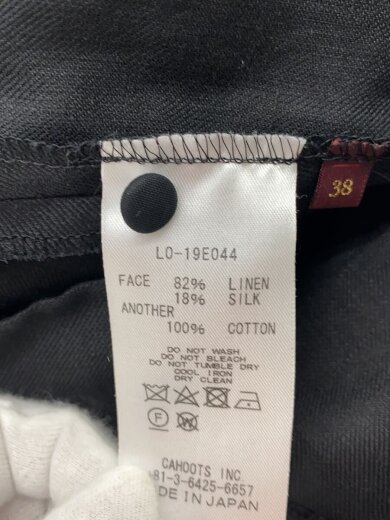 38
LO-19E044
FACE 82% LINEN
18% SILK
ANOTHER
100% COTTON
DO NOT WASH
DO NOT BLEACH
DO NOT TUMBLE DRY
COOL IRON
DRY CLEAN
F W
CAHOOTS INC
81-3-6425-6657
DE IN JAPAN